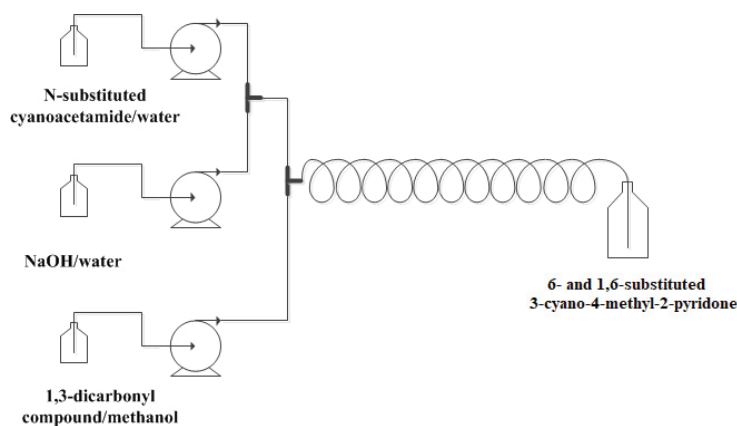 N-substituted
cyanoacetamide/water
NaOH/water
1,3-dicarbonyl
compound/methanol
6- and 1,6-substituted
3-cyano-4-methyl-2-pyridone